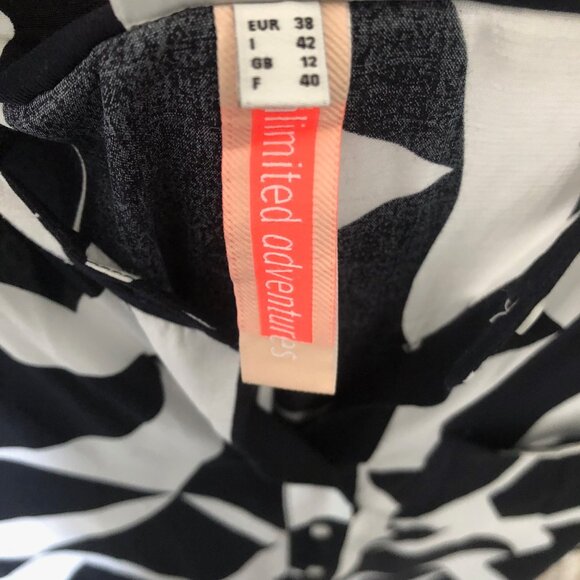 EUR 38
I 42
GB 12
F 40
limited adventures